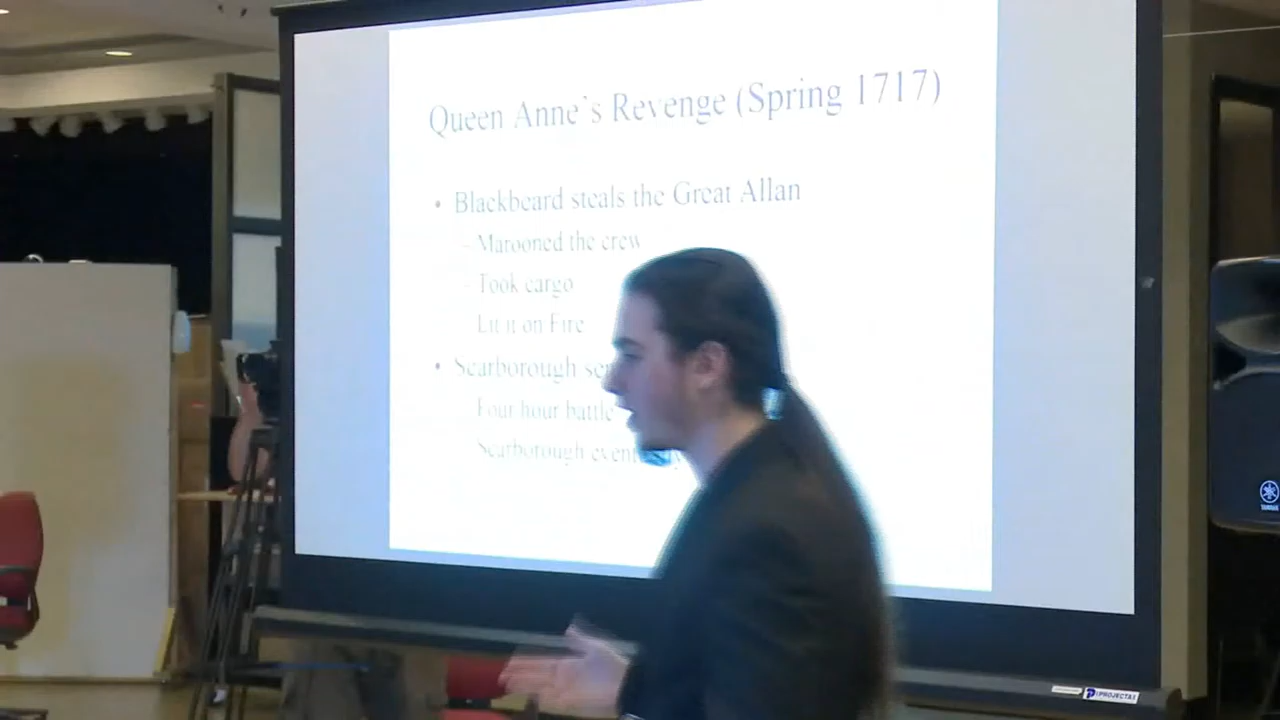 Queen Anne`s Revenge (Spring 1717)
• Blackbeard steals the Great Allan
– Marooned the crew
– Took cargo
Lit it on Fire
• Scarborough
Four hour battle
Scarborough
YAMAHA
PROJECTA